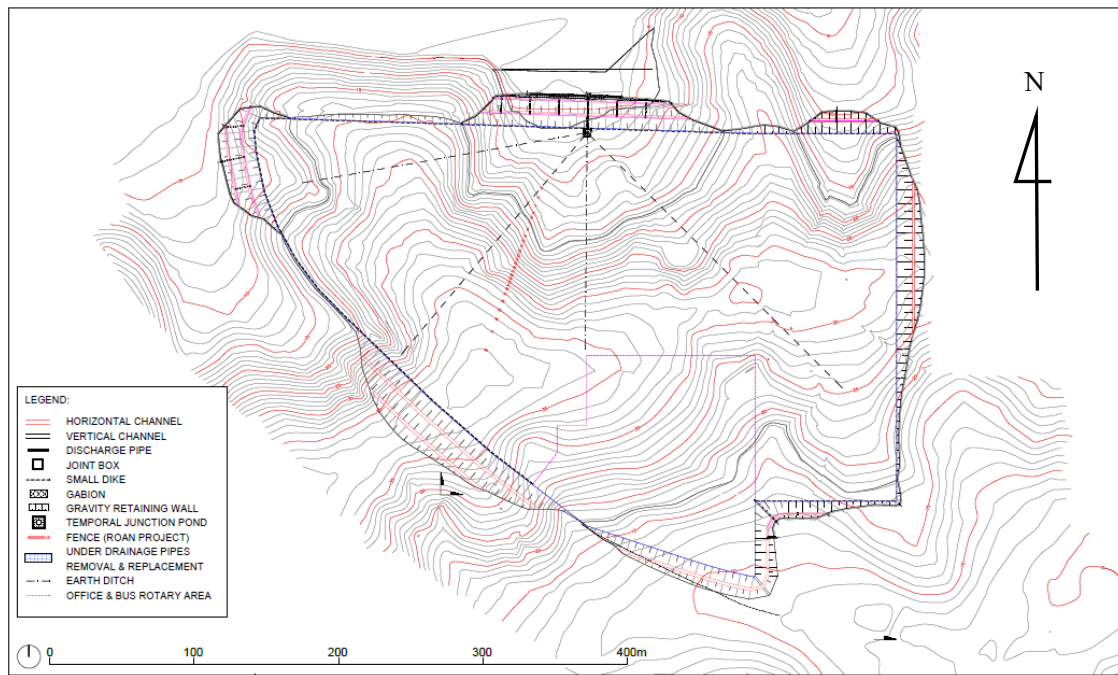 N
LEGEND:
HORIZONTAL CHANNEL
VERTICAL CHANNEL
DISCHARGE PIPE
JOINT BOX
SMALL DIKE
GABION
GRAVITY RETAINING WALL
TEMPORAL JUNCTION POND
FENCE (ROAN PROJECT)
UNDER DRAINAGE PIPES
REMOVAL & REPLACEMENT
EARTH DITCH
OFFICE & BUS ROTARY AREA
0 100 200 300 400m